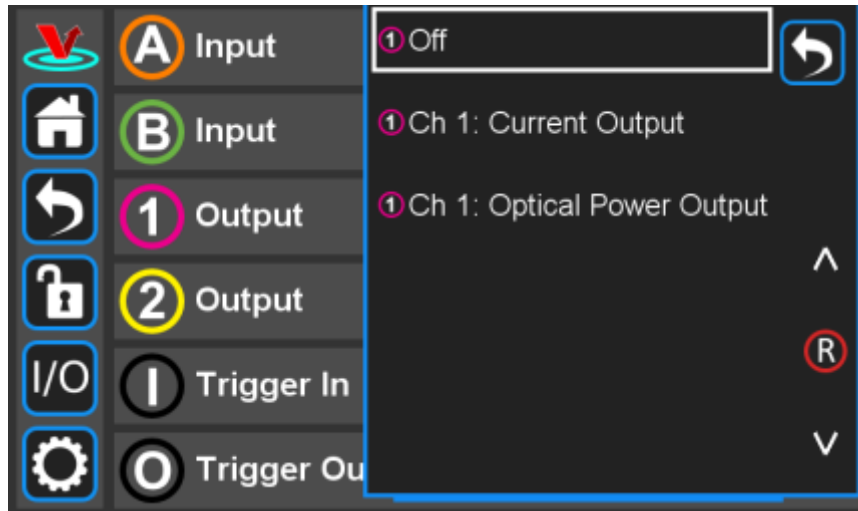 A Input
B Input
1 Output
2 Output
I/O
I Trigger In
O Trigger Ou
1 Off
1 Ch 1: Current Output
1 Ch 1: Optical Power Output
R